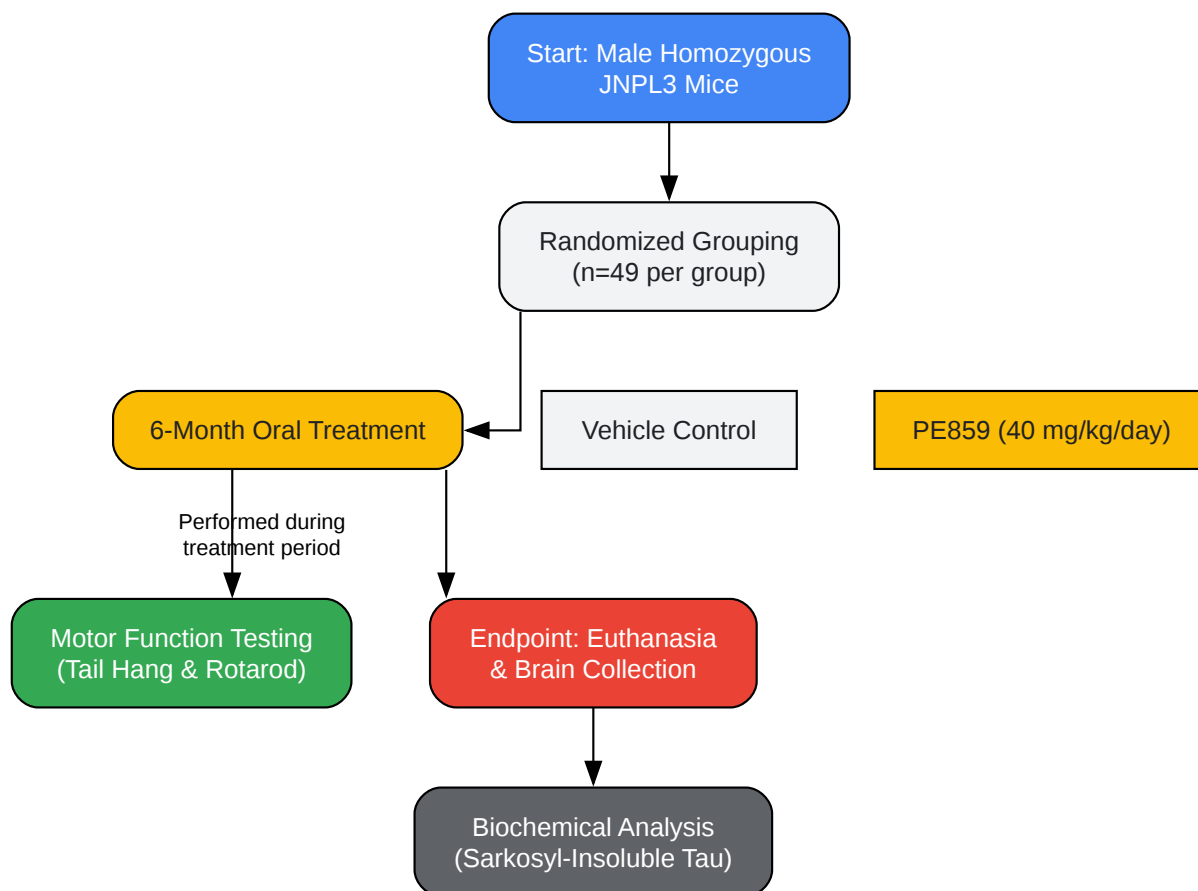 Start: Male Homozygous
JNPL3 Mice
Randomized Grouping
(n=49 per group)
6-Month Oral Treatment
Vehicle Control
PE859 (40 mg/kg/day)
Performed during
treatment period
Motor Function Testing
(Tail Hang & Rotarod)
Endpoint: Euthanasia
& Brain Collection
Biochemical Analysis
(Sarkosyl-Insoluble Tau)